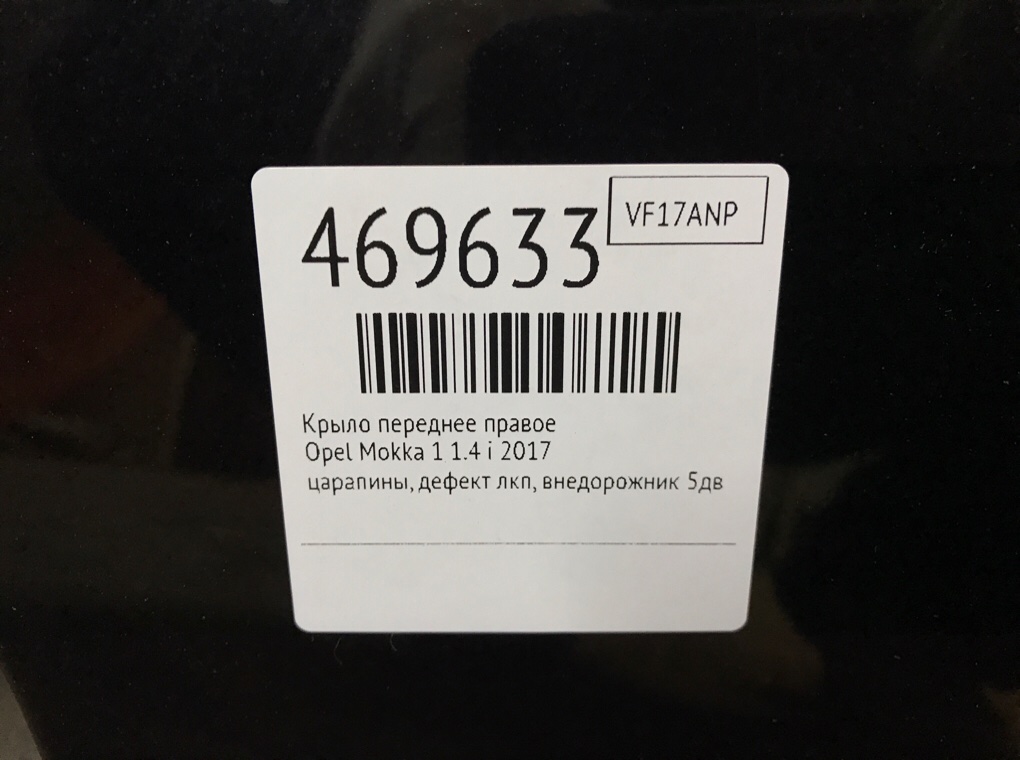 469633
VF17ANP
Крыло переднее правое
Opel Mokka 1 1.4 i 2017
царапины, дефект лкп, внедорожник 5дв